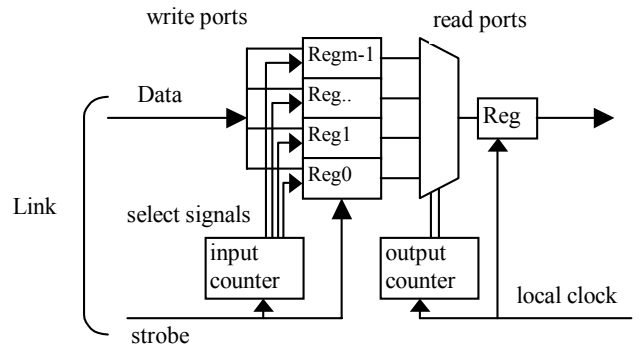 write ports
read ports
Regm-1
Reg..
Reg1
Reg0
Data
Reg
Link
select signals
input
counter
output
counter
local clock
strobe